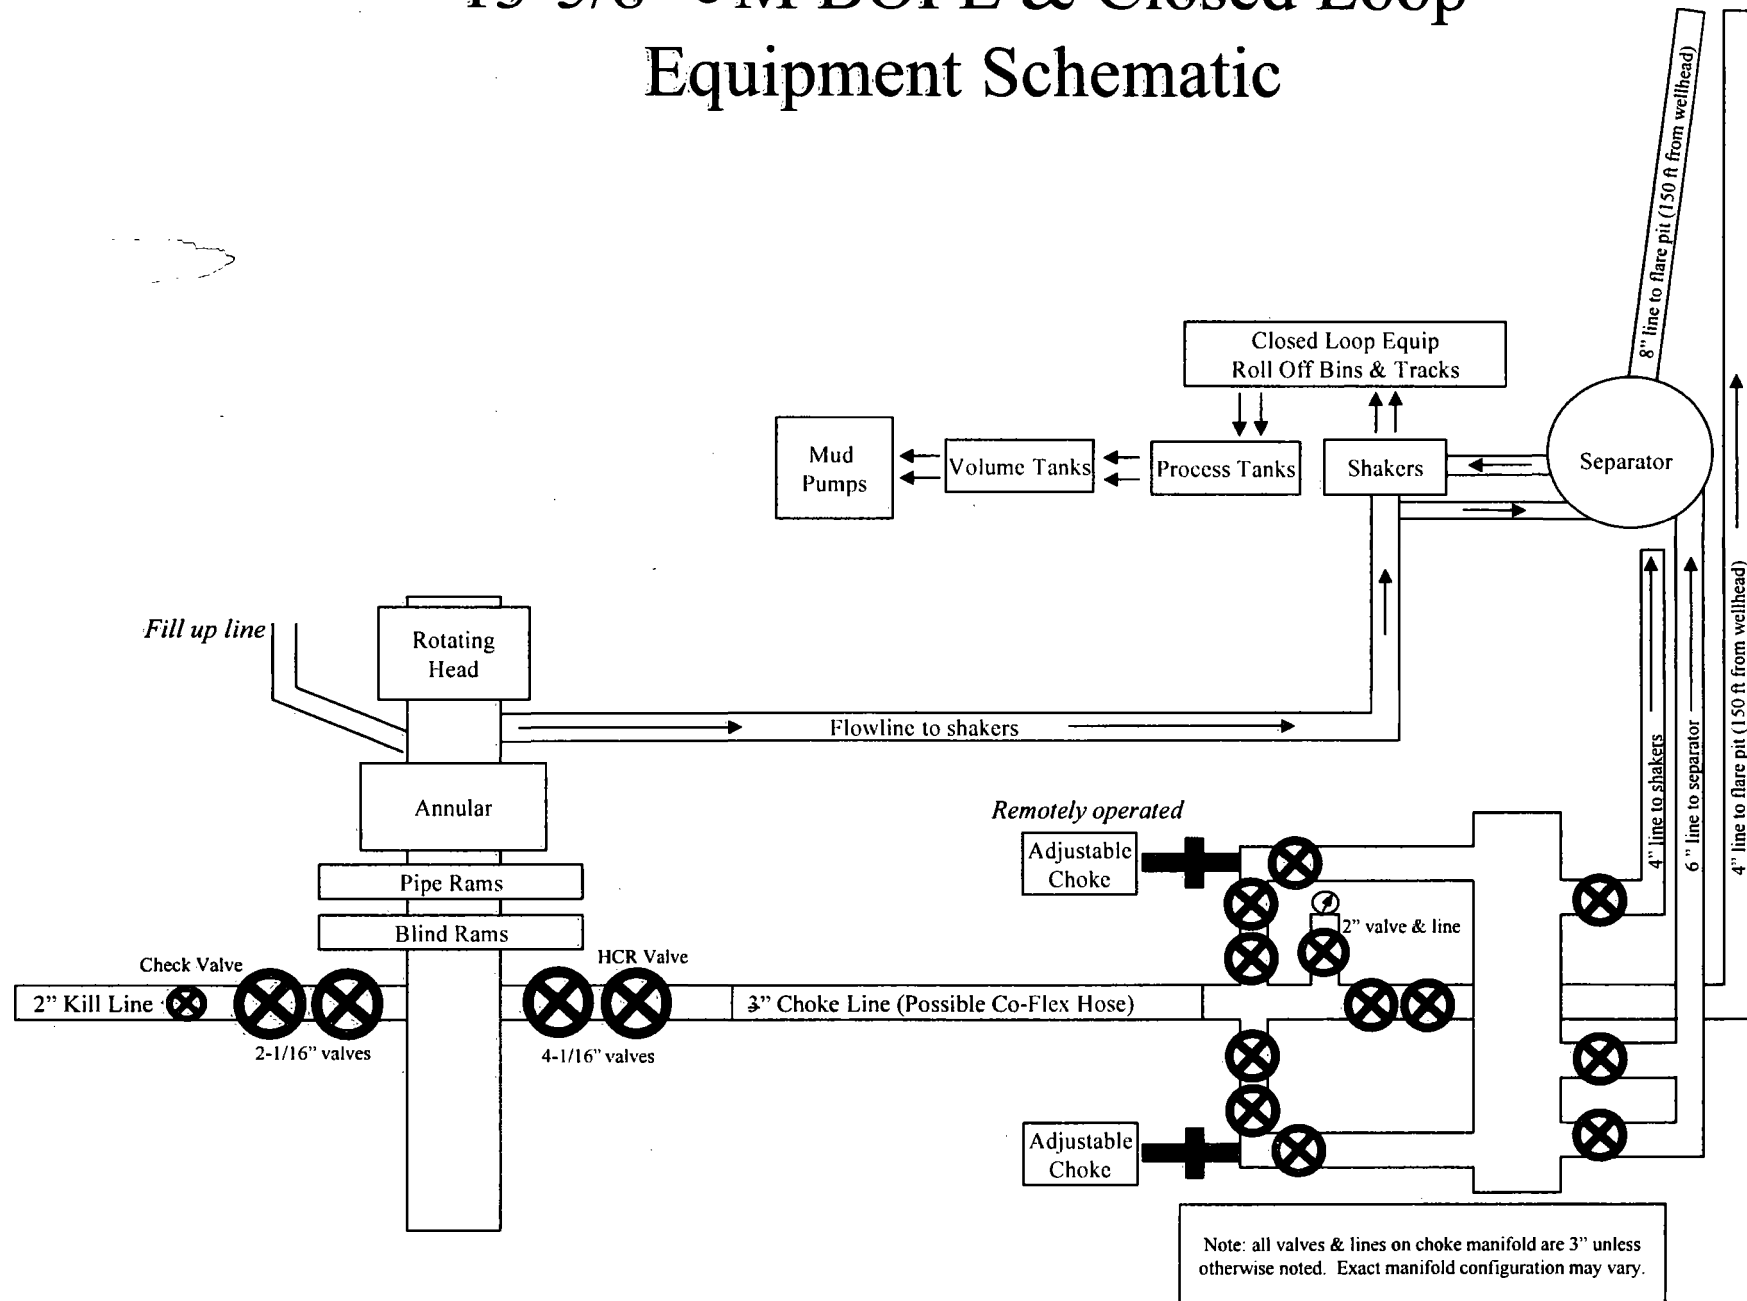 BOPE & Closed Loop
Equipment Schematic
8" line to flare pit (150 ft from wellhead)
Closed Loop Equip
Roll Off Bins & Tracks
Mud
Pumps
Volume Tanks
Process Tanks
Shakers
Separator
Fill up line
Rotating
Head
Flowline to shakers
Annular
Pipe Rams
Blind Rams
Remotely operated
Adjustable
Choke
4" line to shakers
6" line to separator
4" line to flare pit (150 ft from wellhead)
2" valve & line
Check Valve
HCR Valve
2" Kill Line
3" Choke Line (Possible Co-Flex Hose)
2-1/16" valves
4-1/16" valves
Adjustable
Choke
Note: all valves & lines on choke manifold are 3" unless
otherwise noted. Exact manifold configuration may vary.